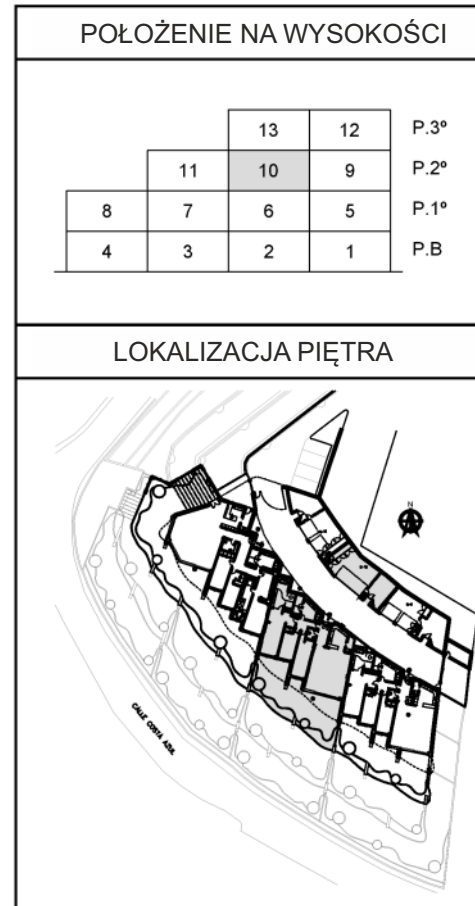 POŁOŻENIE NA WYSOKOŚCI
13 12 P.3º
11 10 9 P.2º
8 7 6 5 P.1º
4 3 2 1 P.B
LOKALIZACJA PIĘTRA
N
CALLE COSTA AZUL